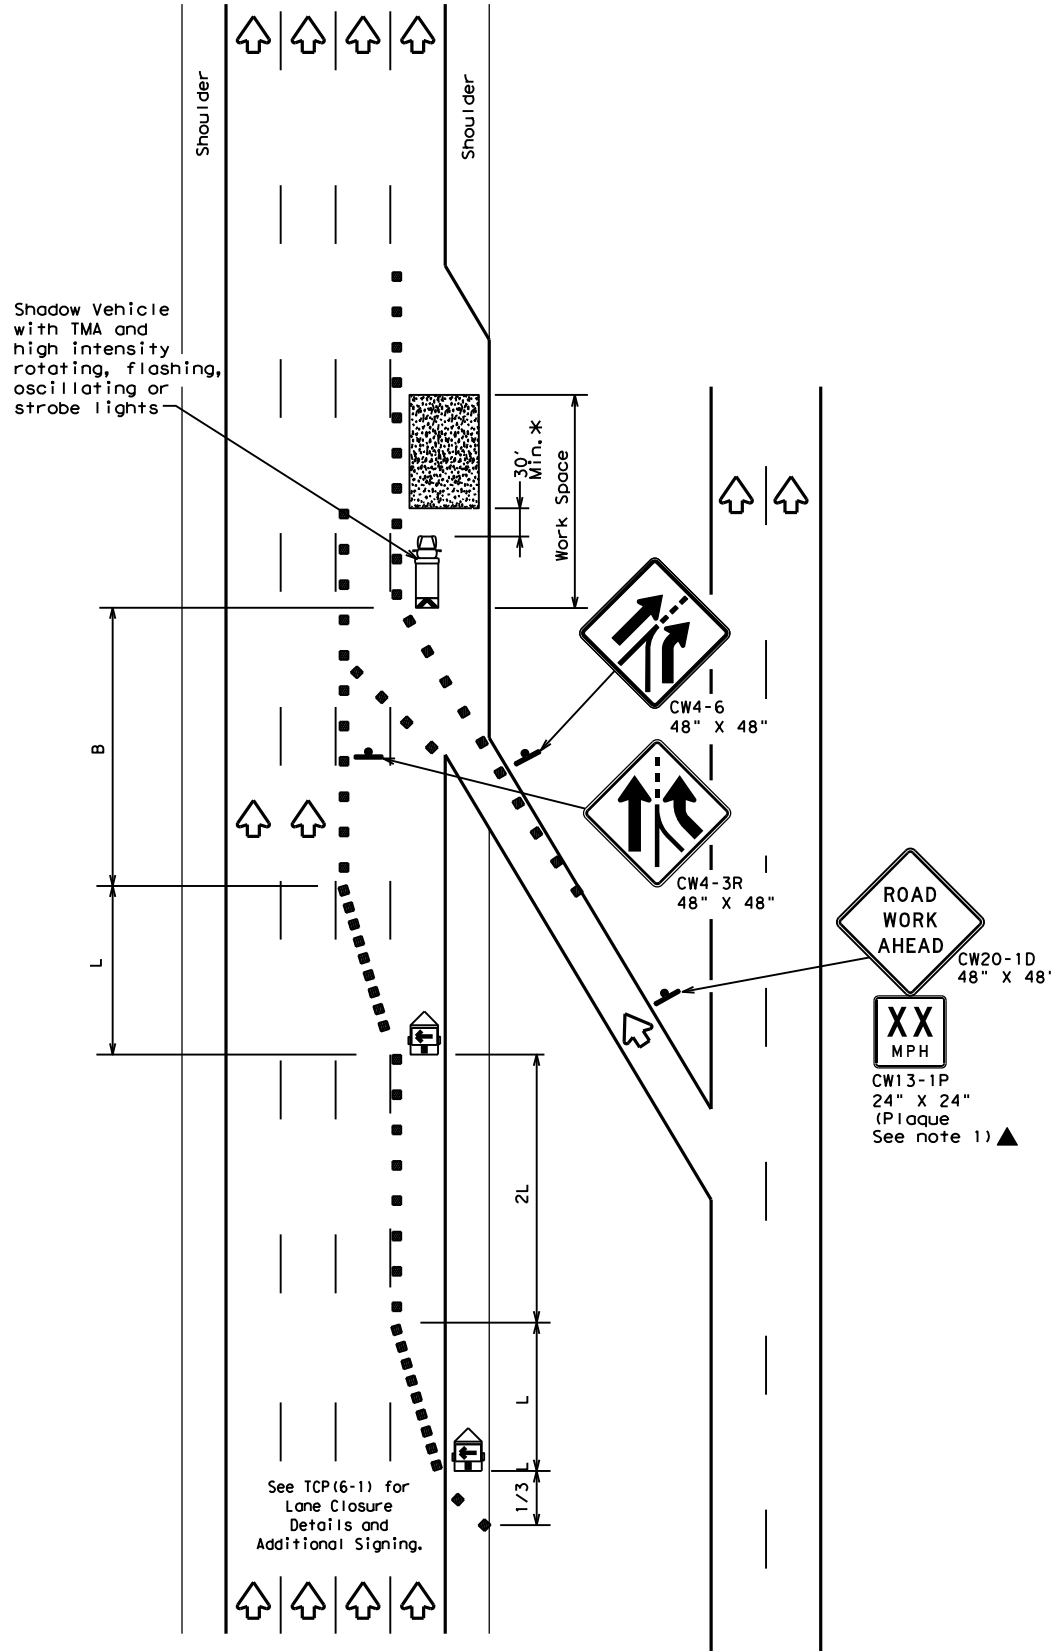 Shoulder
Shoulder
Shadow Vehicle
with TMA and
high intensity
rotating, flashing,
oscillating or
strobe lights
30'
Min.*
Work Space
CW4-6
48" X 48"
B
CW4-3R
48" X 48"
ROAD
WORK
AHEAD
CW20-1D
48" X 48"
XX
MPH
CW13-1P
24" X 24"
(Plaque
See note 1) ▲
L
2L
L
1/3 L
See TCP(6-1) for
Lane Closure
Details and
Additional Signing.